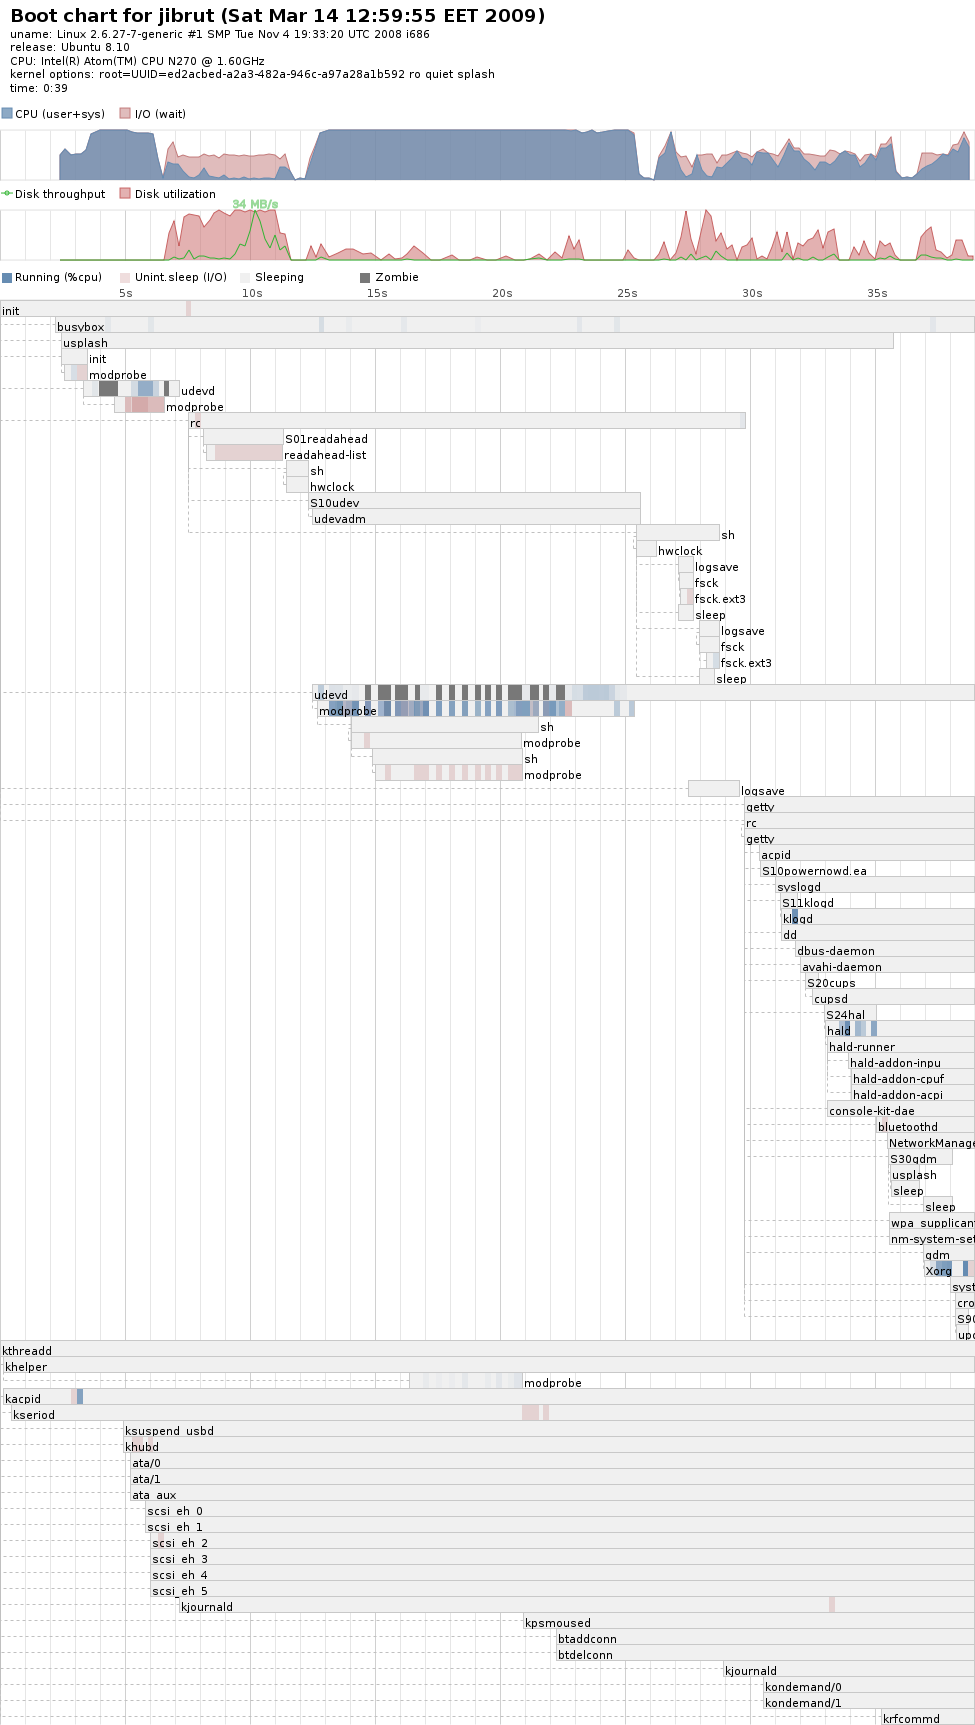 Boot chart for jibrut (Sat Mar 14 12:59:55 EET 2009)
uname: Linux 2.6.27-7-generic #1 SMP Tue Nov 4 19:33:20 UTC 2008 i686
release: Ubuntu 8.10
CPU: Intel(R) Atom(TM) CPU N270 @ 1.60GHz
kernel options: root=UUID=ed2acbed-a2a3-482a-946c-a97a28a1b592 ro quiet splash
time: 0:39
CPU (user+sys) I/O (wait)
Disk throughput Disk utilization
34 MB/s
Running (%cpu) Unint.sleep (I/O) Sleeping Zombie
5s 10s 15s 20s 25s 30s 35s
init
busybox
usplash
init
modprobe
udevd
modprobe
rc
S01readahead
readahead-list
sh
hwclock
S10udev
udevadm
sh
hwclock
logsave
fsck
fsck.ext3
sleep
logsave
fsck
fsck.ext3
sleep
udevd
modprobe
sh
modprobe
sh
modprobe
logsave
getty
rc
getty
acpid
S10powernowd.ea
syslogd
S11klogd
klogd
dd
dbus-daemon
avahi-daemon
S20cups
cupsd
S24hal
hald
hald-runner
hald-addon-inpu
hald-addon-cpuf
hald-addon-acpi
console-kit-dae
bluetoothd
NetworkManage
S30gdm
usplash
sleep
sleep
wpa_supplican
nm-system-set
gdm
Xorg
syst
cro
S90
upd
kthreadd
khelper
modprobe
kacpid
kseriod
ksuspend_usbd
khubd
ata/0
ata/1
ata_aux
scsi_eh_0
scsi_eh_1
scsi_eh_2
scsi_eh_3
scsi_eh_4
scsi_eh_5
kjournald
kpsmoused
btaddconn
btdelconn
kjournald
kondemand/0
kondemand/1
krfcommd